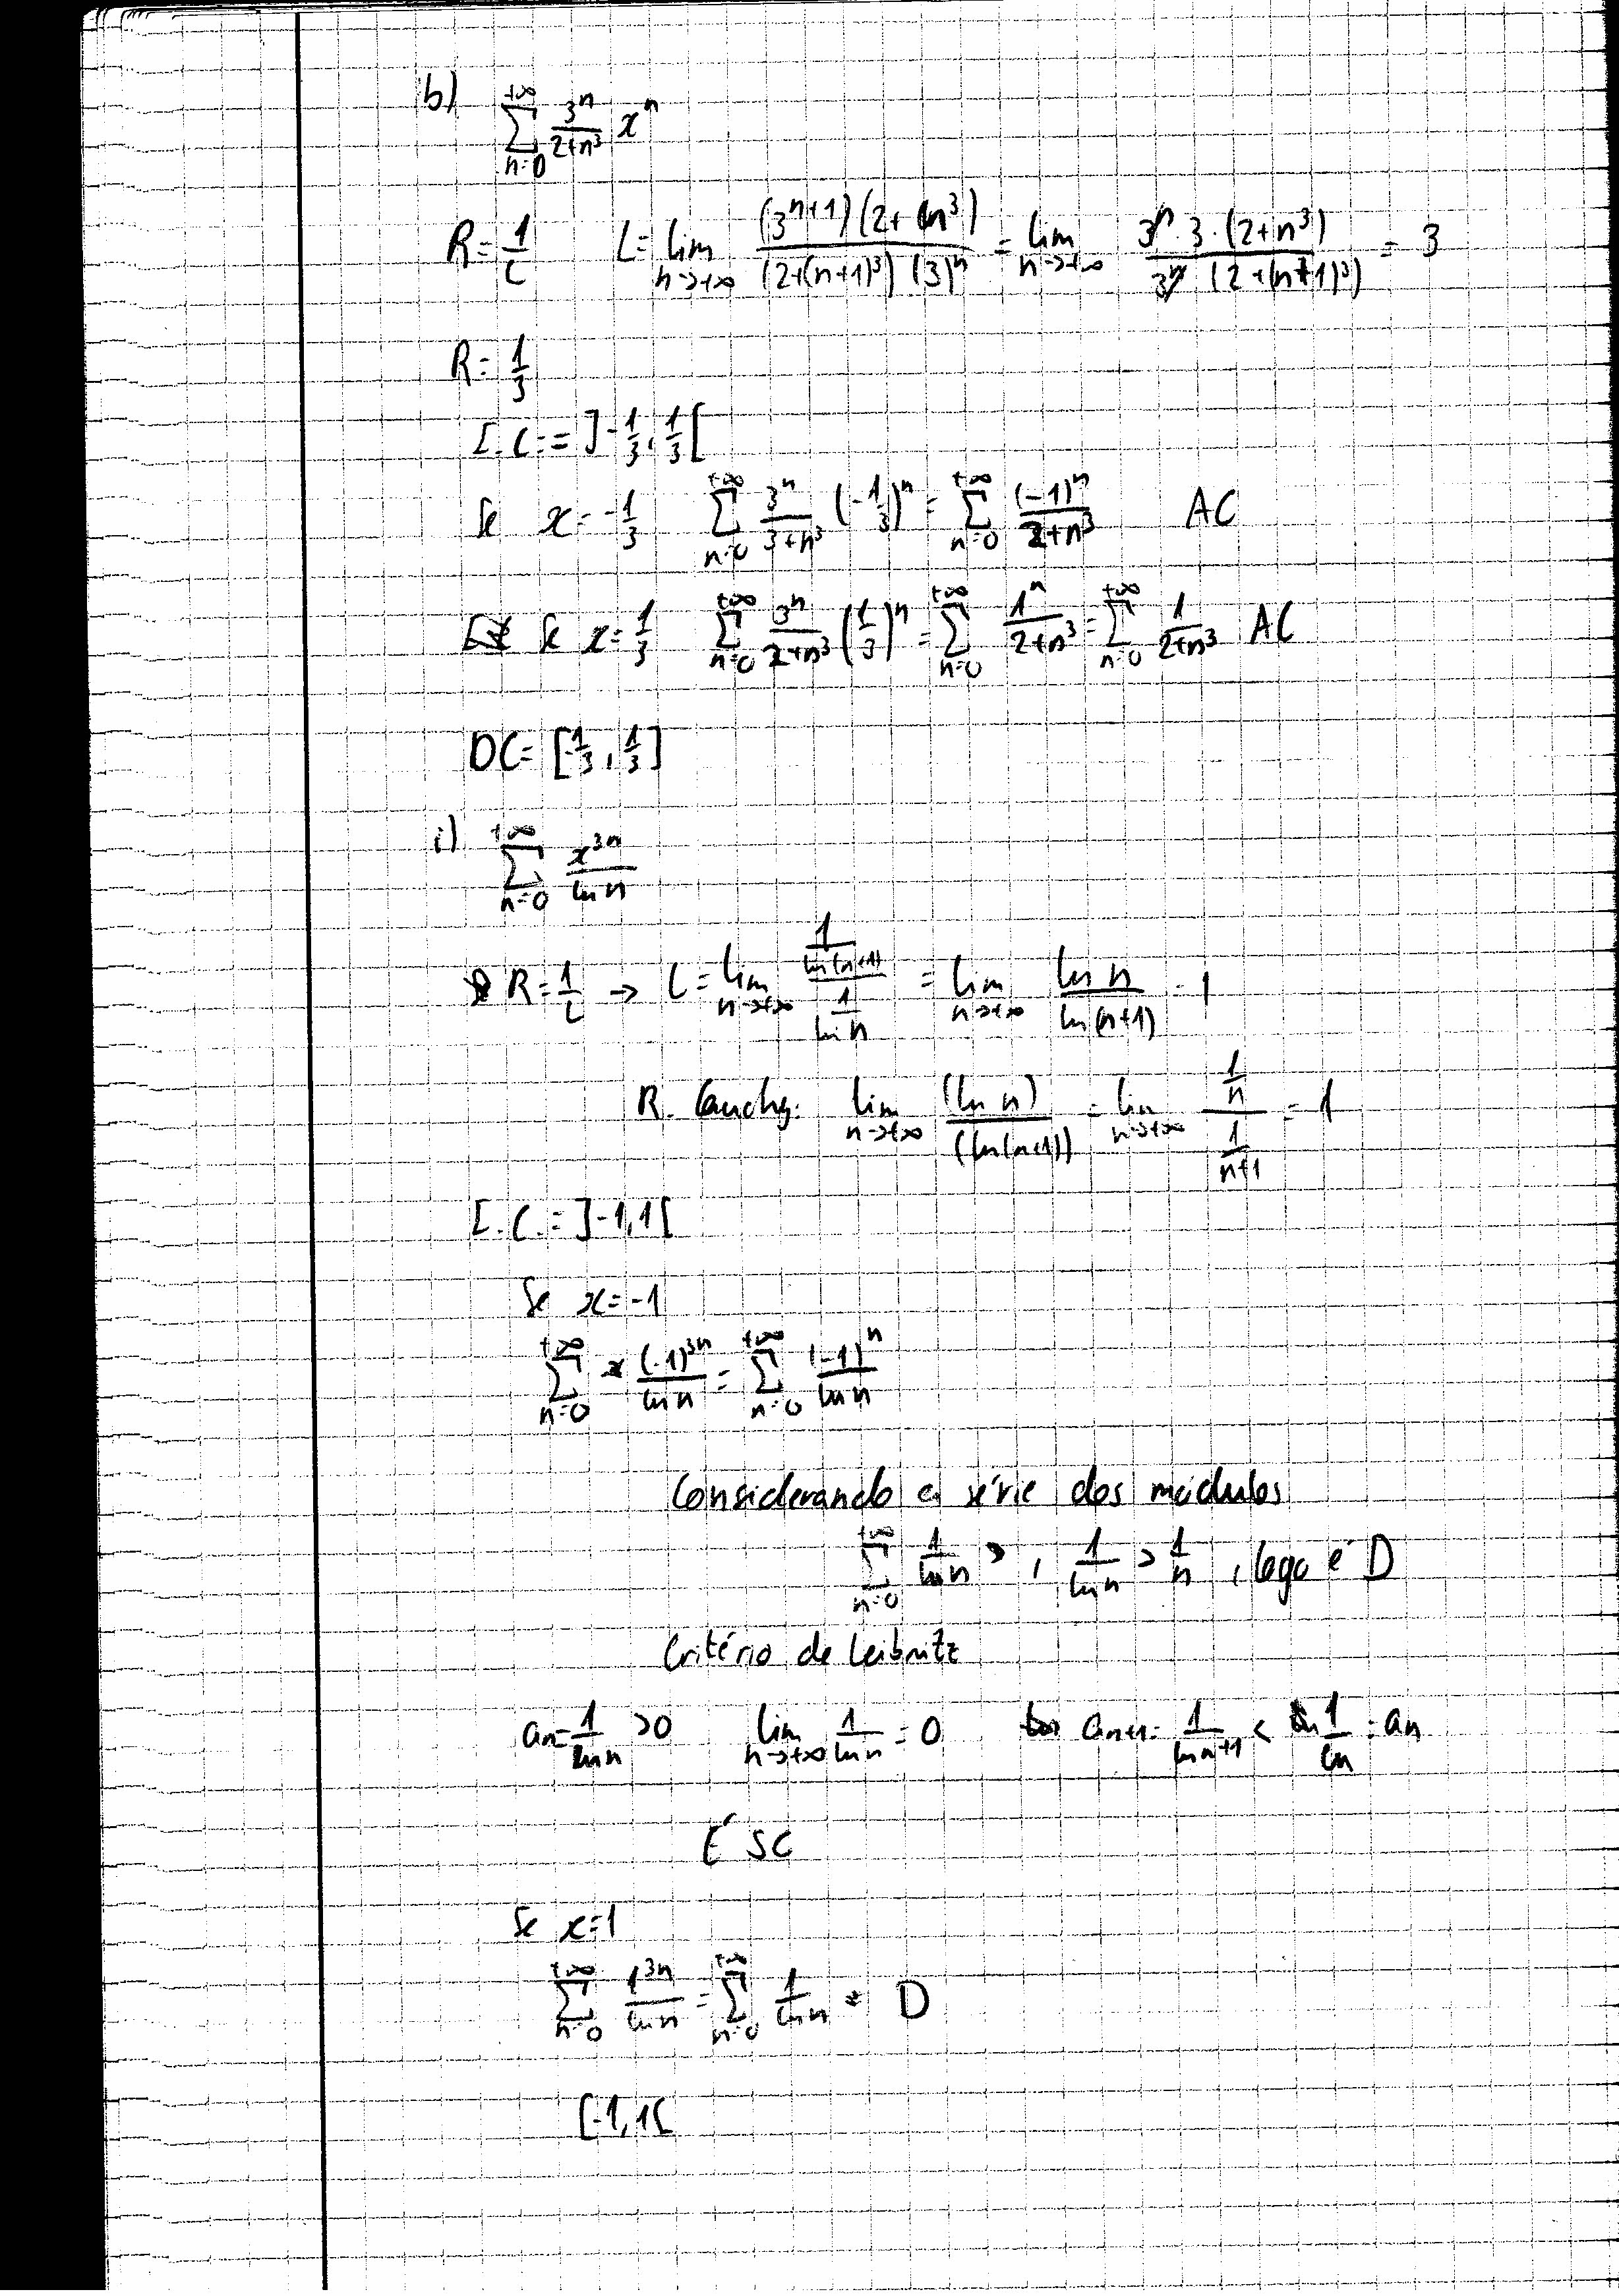 b) \sum_{n=0}^{+\infty} \frac{3^n}{2+n^3} x^n
R = \frac{1}{L} L = \lim_{n \to +\infty} \frac{(3^{n+1})(2+n^3)}{(2+(n+1)^3)(3)^n} = \lim_{n \to +\infty} \frac{3^n \cdot 3 \cdot (2+n^3)}{3^n (2+(n+1)^3)} = 3
R = \frac{1}{3}
I.C. = ]-\frac{1}{3}, \frac{1}{3}[
Se x = -\frac{1}{3} \sum_{n=0}^{+\infty} \frac{3^n}{3+n^3} (-\frac{1}{3})^n = \sum_{n=0}^{+\infty} \frac{(-1)^n}{2+n^3} AC
Se x = \frac{1}{3} \sum_{n=0}^{+\infty} \frac{3^n}{2+n^3} (\frac{1}{3})^n = \sum_{n=0}^{+\infty} \frac{1^n}{2+n^3} = \sum_{n=0}^{+\infty} \frac{1}{2+n^3} AC
DC = [-\frac{1}{3}, \frac{1}{3}]
i) \sum_{n=0}^{+\infty} \frac{x^{3n}}{\ln n}
R = \frac{1}{L} → L = \lim_{n \to +\infty} \frac{\frac{1}{\ln(n+1)}}{\frac{1}{\ln n}} = \lim_{n \to +\infty} \frac{\ln n}{\ln(n+1)} = 1
R. Cauchy: \lim_{n \to +\infty} \frac{(\ln n)}{(\ln(n+1))} = \lim_{n \to +\infty} \frac{\frac{1}{n}}{\frac{1}{n+1}} = 1
I.C. = ]-1, 1[
Se x = -1
\sum_{n=0}^{+\infty} \frac{(-1)^{3n}}{\ln n} = \sum_{n=0}^{+\infty} \frac{(-1)^n}{\ln n}
Considerando a série dos módulos
\sum_{n=0}^{+\infty} \frac{1}{\ln n} > , \frac{1}{\ln n} > \frac{1}{n} , logo é D
Critério de Leibnitz
an = \frac{1}{\ln n} > 0 \lim_{n \to +\infty} \frac{1}{\ln n} = 0 an+1 = \frac{1}{\ln n+1} < \frac{1}{\ln} = an
É SC
Se x = 1
\sum_{n=0}^{+\infty} \frac{1^{3n}}{\ln n} = \sum_{n=0}^{+\infty} \frac{1}{\ln n} D
[-1, 1[